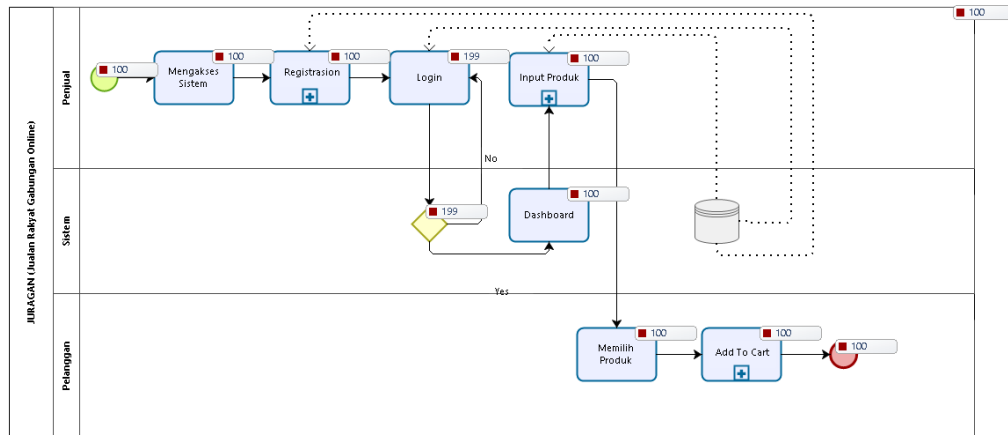 JURAGAN (Jualan Rakyat Gabungan Online)
Penjual
Sistem
Pelanggan
100
100
Mengakses
Sistem
100
Registrasion
100
Login
199
Input Produk
100
100
No
199
Dashboard
100
Yes
Memilih
Produk
100
Add To Cart
100
100